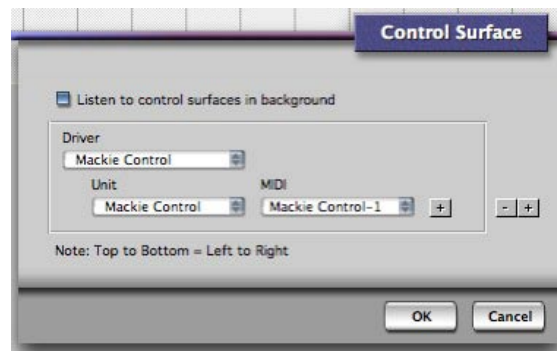 Control Surface
Listen to control surfaces in background
Driver
Mackie Control
Unit MIDI
Mackie Control Mackie Control-1 + - +
Note: Top to Bottom = Left to Right
OK Cancel